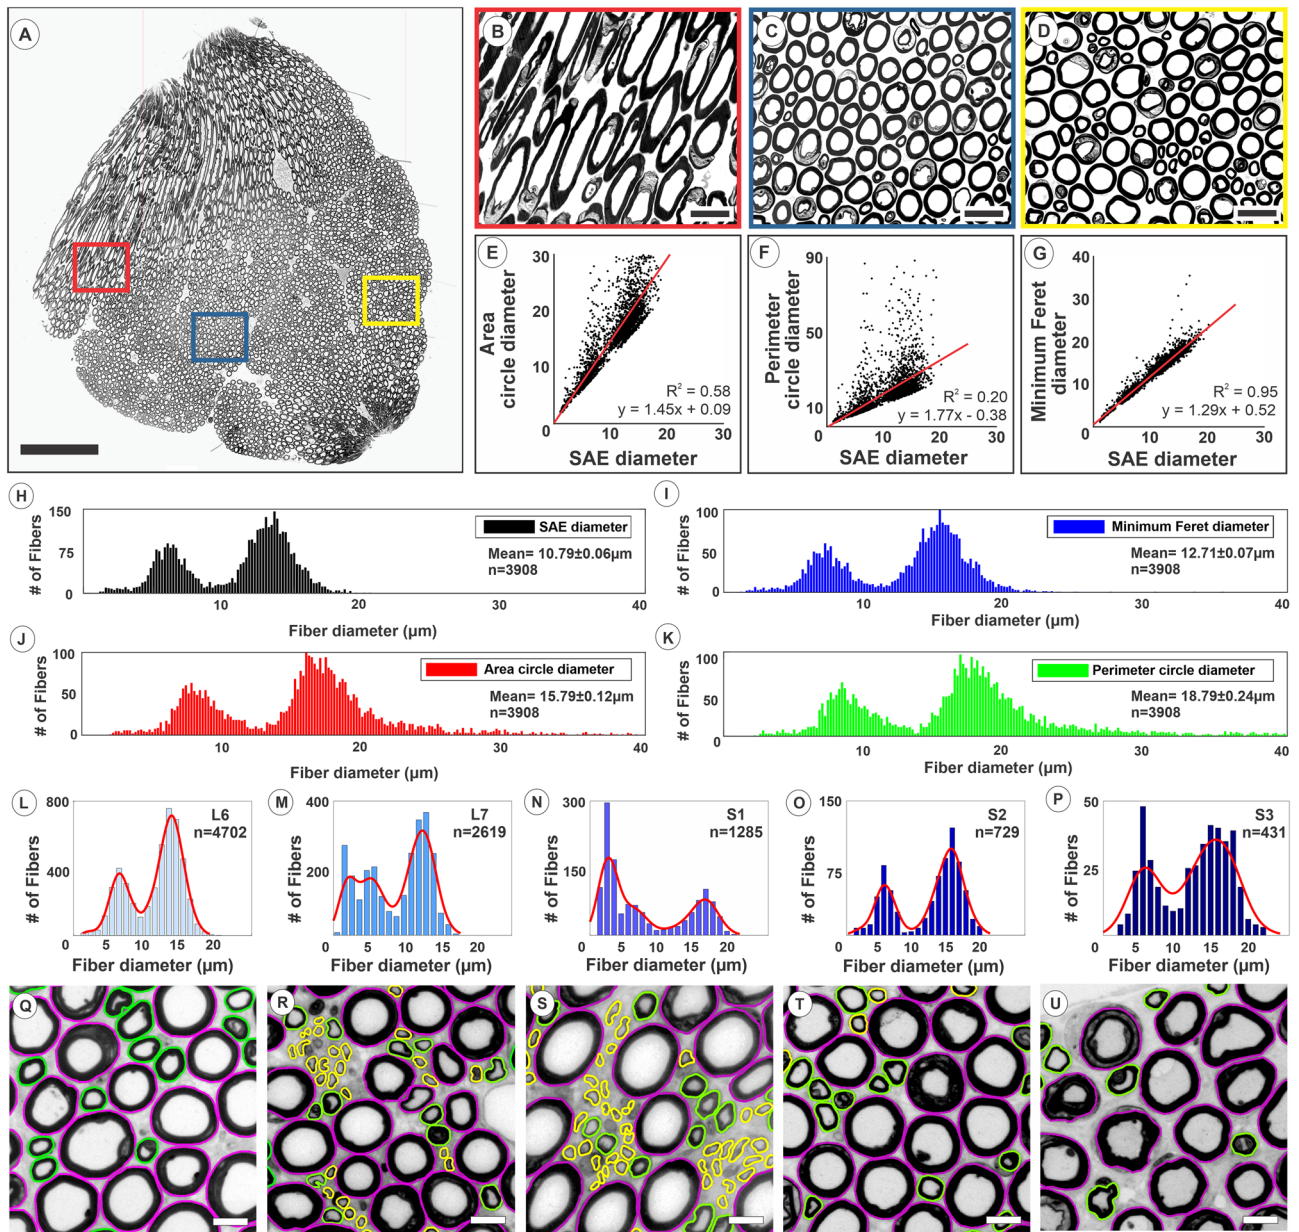 A
B
C
D
E
Area
circle diameter
30
20
10
0
10
20
30
R² = 0.58
y = 1.45x + 0.09
SAE diameter
F
Perimeter
circle diameter
90
50
10
0
10
20
30
R² = 0.20
y = 1.77x - 0.38
SAE diameter
G
Minimum Feret
diameter
40
30
20
10
0
10
20
30
R² = 0.95
y = 1.29x + 0.52
SAE diameter
H
# of Fibers
150
75
0
SAE diameter
Mean= 10.79±0.06µm
n=3908
10
20
30
40
Fiber diameter (µm)
I
# of Fibers
100
50
0
Minimum Feret diameter
Mean= 12.71±0.07µm
n=3908
10
20
30
40
Fiber diameter (µm)
J
# of Fibers
100
50
0
Area circle diameter
Mean= 15.79±0.12µm
n=3908
10
20
30
40
Fiber diameter (µm)
K
# of Fibers
100
50
0
Perimeter circle diameter
Mean= 18.79±0.24µm
n=3908
10
20
30
40
Fiber diameter (µm)
L
# of Fibers
800
400
0
L6
n=4702
5
10
15
20
Fiber diameter (µm)
M
# of Fibers
400
200
0
L7
n=2619
5
10
15
20
Fiber diameter (µm)
N
# of Fibers
300
150
0
S1
n=1285
5
10
15
20
Fiber diameter (µm)
O
# of Fibers
150
75
0
S2
n=729
5
10
15
20
Fiber diameter (µm)
P
# of Fibers
50
25
0
S3
n=431
5
10
15
20
Fiber diameter (µm)
Q
R
S
T
U